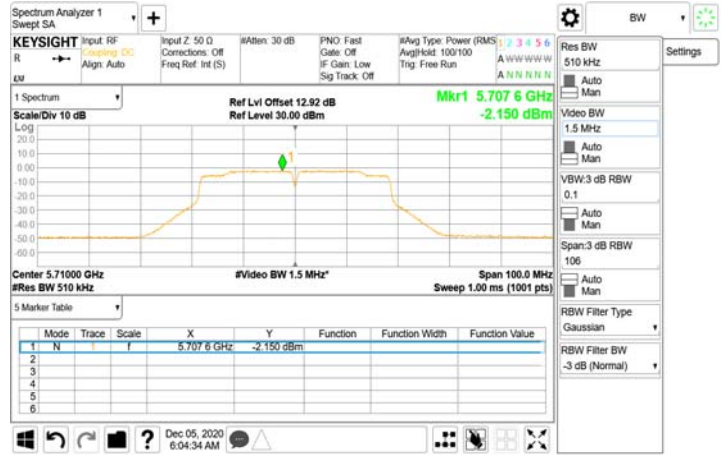 Spectrum Analyzer 1
Swept SA
+
BW
KEYSIGHT
Input: RF
Coupling: DC
Align: Auto
Input Z: 50 Ω
Corrections: Off
Freq Ref: Int (S)
#Atten: 30 dB
PNO: Fast
Gate: Off
IF Gain: Low
Sig Track: Off
#Avg Type: Power (RMS
Avg|Hold: 100/100
Trig: Free Run
1 2 3 4 5 6
A W W W W W
A N N N N N
R
LXI
1 Spectrum
Scale/Div 10 dB
Ref Lvl Offset 12.92 dB
Ref Level 30.00 dBm
Mkr1 5.707 6 GHz
-2.150 dBm
Log
20.0
10.0
0.00
-10.0
-20.0
-30.0
-40.0
-50.0
-60.0
1
Center 5.71000 GHz
#Res BW 510 kHz
#Video BW 1.5 MHz*
Span 100.0 MHz
Sweep 1.00 ms (1001 pts)
5 Marker Table
Mode Trace Scale X Y Function Function Width Function Value
1 N 1 f 5.707 6 GHz -2.150 dBm
2
3
4
5
6
?
Dec 05, 2020
6:04:34 AM
Res BW
510 kHz
Auto
Man
Video BW
1.5 MHz
Auto
Man
VBW:3 dB RBW
0.1
Auto
Man
Span:3 dB RBW
106
Auto
Man
RBW Filter Type
Gaussian
RBW Filter BW
-3 dB (Normal)
Settings